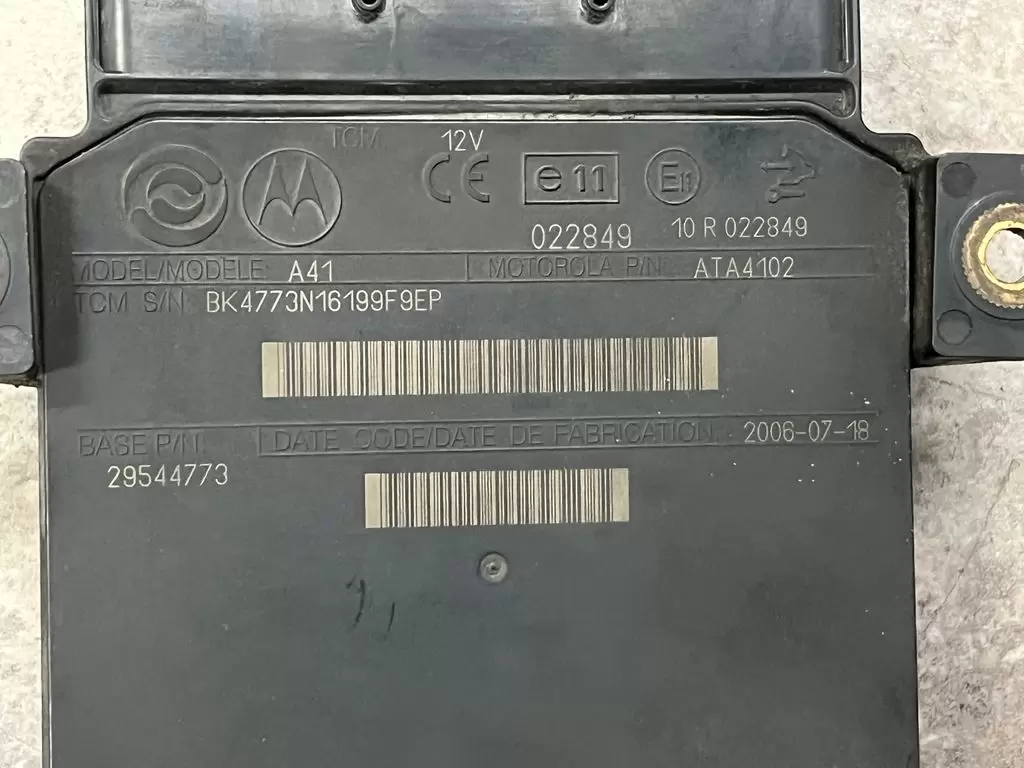 TCM 12V
CE e11 E11
022849 10 R 022849
MODEL/MODELE A41 MOTOROLA P/N ATA4102
TCM S/N BK4773N16199F9EP
BASE P/N DATE CODE/DATE DE FABRICATION 2006-07-18
29544773